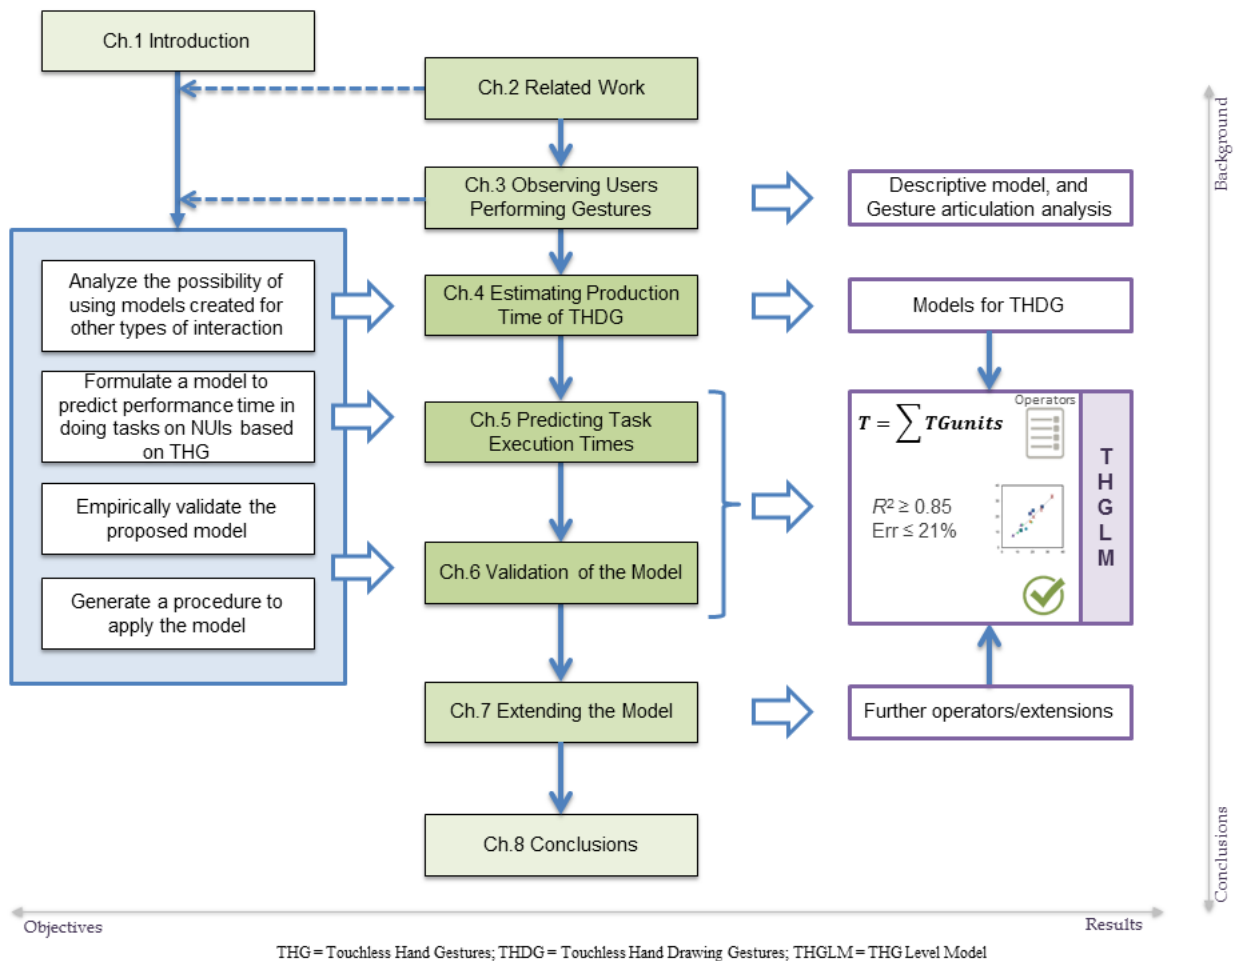 Ch.1 Introduction
Ch.2 Related Work
Ch.3 Observing Users
Performing Gestures
Descriptive model, and
Gesture articulation analysis
Analyze the possibility of
using models created for
other types of interaction
Ch.4 Estimating Production
Time of THDG
Models for THDG
Formulate a model to
predict performance time in
doing tasks on NUIs based
on THG
Ch.5 Predicting Task
Execution Times
Operators
T = ∑ TGunits
R² ≥ 0.85
Err ≤ 21%
T
H
G
L
M
Empirically validate the
proposed model
Ch.6 Validation of the Model
Generate a procedure to
apply the model
Ch.7 Extending the Model
Further operators/extensions
Ch.8 Conclusions
Background
Conclusions
Objectives
Results
THG = Touchless Hand Gestures; THDG = Touchless Hand Drawing Gestures; THGLM = THG Level Model